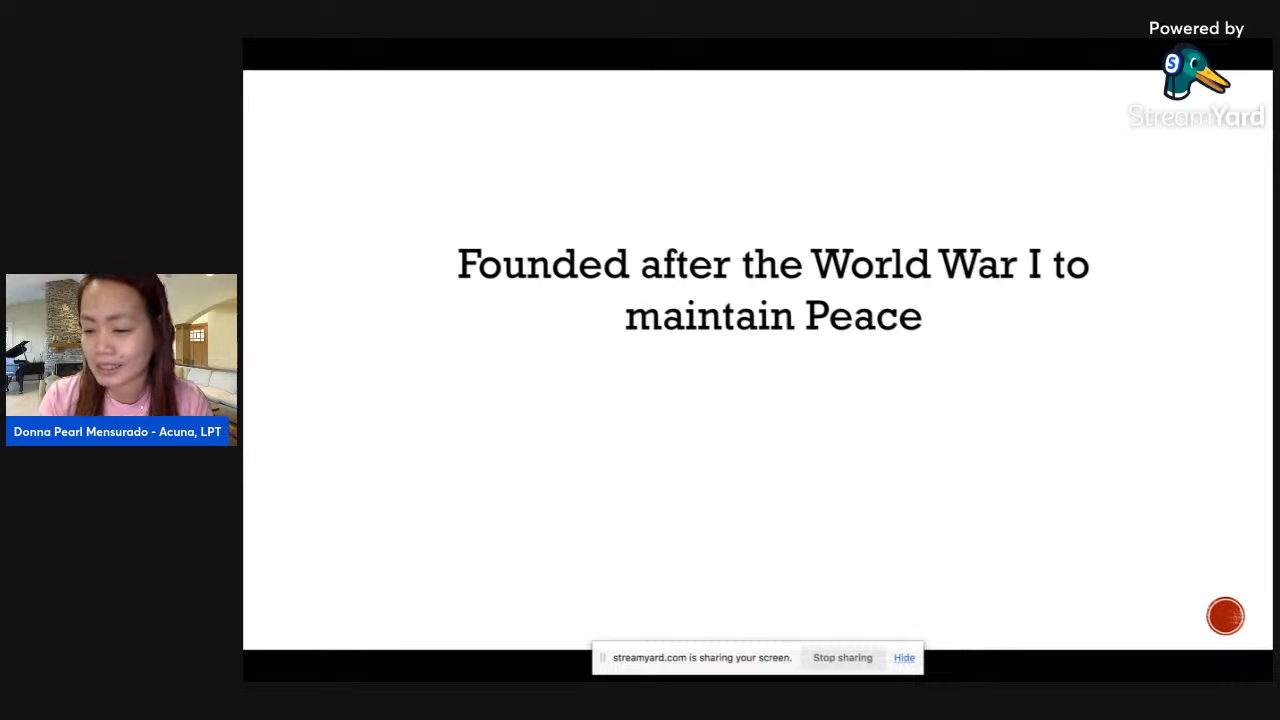 Powered by
S
StreamYard
Founded after the World War I to
maintain Peace
Donna Pearl Mensurado - Acuna, LPT
streamyard.com is sharing your screen. Stop sharing Hide